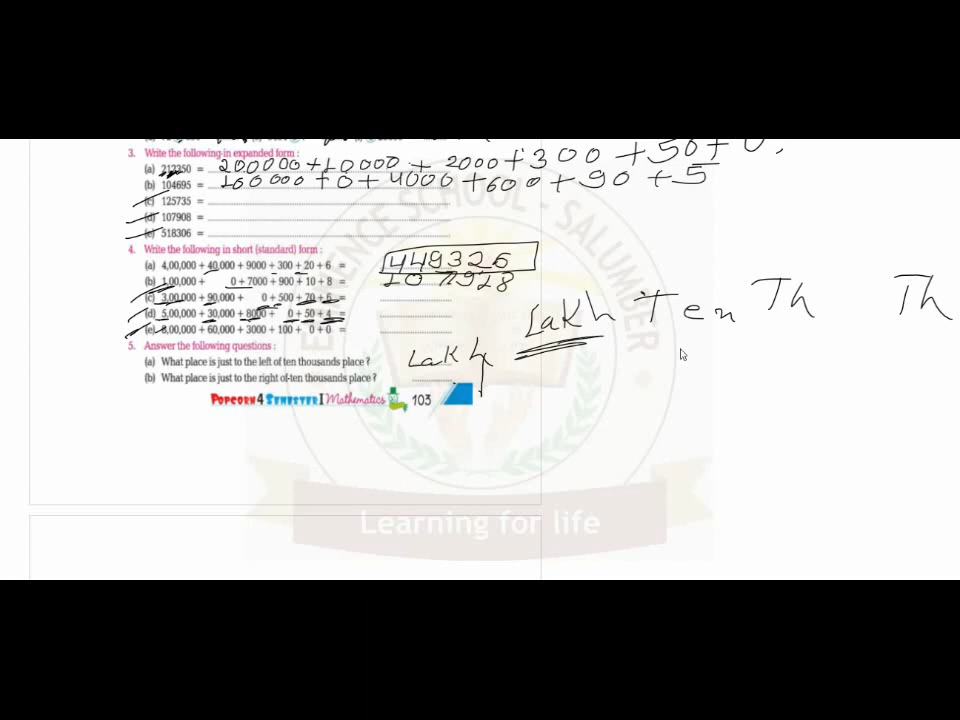 3. Write the following in expanded form :
(a) 212350 = 200000 + 10000 + 2000 + 300 + 50 + 0.
(b) 104695 = 100000 + 0 + 4000 + 600 + 90 + 5
(c) 125735 =
(d) 107908 =
(e) 518306 =
4. Write the following in short (standard) form :
(a) 4,00,000 + 40,000 + 9000 + 300 + 20 + 6 = 449326
(b) 1,00,000 + 0 + 7000 + 900 + 10 + 8 = 107918
(c) 3,00,000 + 90,000 + 0 + 500 + 70 + 6 =
(d) 5,00,000 + 30,000 + 8000 + 0 + 50 + 4 =
(e) 8,00,000 + 60,000 + 3000 + 100 + 0 + 0 =
Lakh Ten Th Th
5. Answer the following questions :
(a) What place is just to the left of ten thousands place ? Lakh
(b) What place is just to the right of ten thousands place ?
POPCORN 4 SEMESTER I Mathematics 103
SCHOOL - SALUMBER
Learning for life